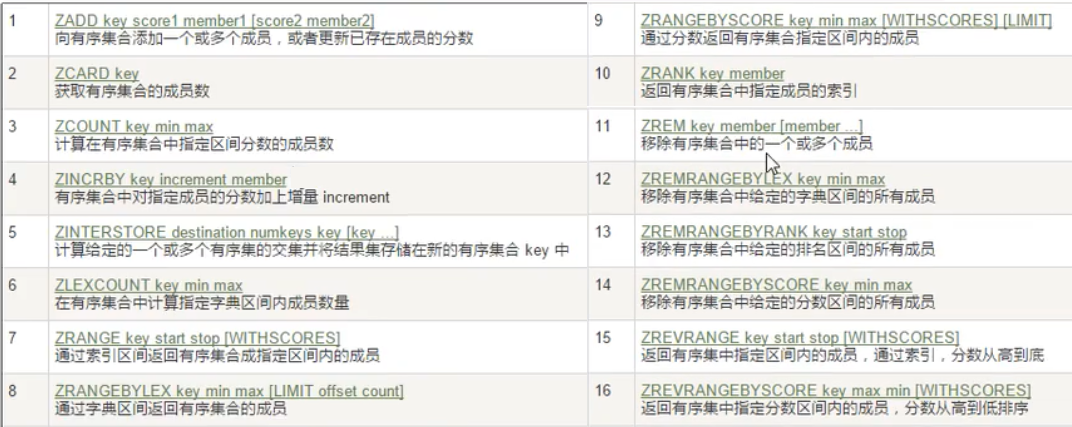 1 ZADD key score1 member1 [score2 member2]
向有序集合添加一个或多个成员，或者更新已存在成员的分数
2 ZCARD key
获取有序集合的成员数
3 ZCOUNT key min max
计算在有序集合中指定区间分数的成员数
4 ZINCRBY key increment member
有序集合中对指定成员的分数加上增量 increment
5 ZINTERSTORE destination numkeys key [key ...]
计算给定的一个或多个有序集的交集并将结果集存储在新的有序集合 key 中
6 ZLEXCOUNT key min max
在有序集合中计算指定字典区间内成员数量
7 ZRANGE key start stop [WITHSCORES]
通过索引区间返回有序集合成指定区间内的成员
8 ZRANGEBYLEX key min max [LIMIT offset count]
通过字典区间返回有序集合的成员
9 ZRANGEBYSCORE key min max [WITHSCORES] [LIMIT]
通过分数返回有序集合指定区间内的成员
10 ZRANK key member
返回有序集合中指定成员的索引
11 ZREM key member [member ...]
移除有序集合中的一个或多个成员
12 ZREMRANGEBYLEX key min max
移除有序集合中给定的字典区间的所有成员
13 ZREMRANGEBYRANK key start stop
移除有序集合中给定的排名区间的所有成员
14 ZREMRANGEBYSCORE key min max
移除有序集合中给定的分数区间的所有成员
15 ZREVRANGE key start stop [WITHSCORES]
返回有序集中指定区间内的成员，通过索引，分数从高到底
16 ZREVRANGEBYSCORE key max min [WITHSCORES]
返回有序集中指定分数区间内的成员，分数从高到低排序